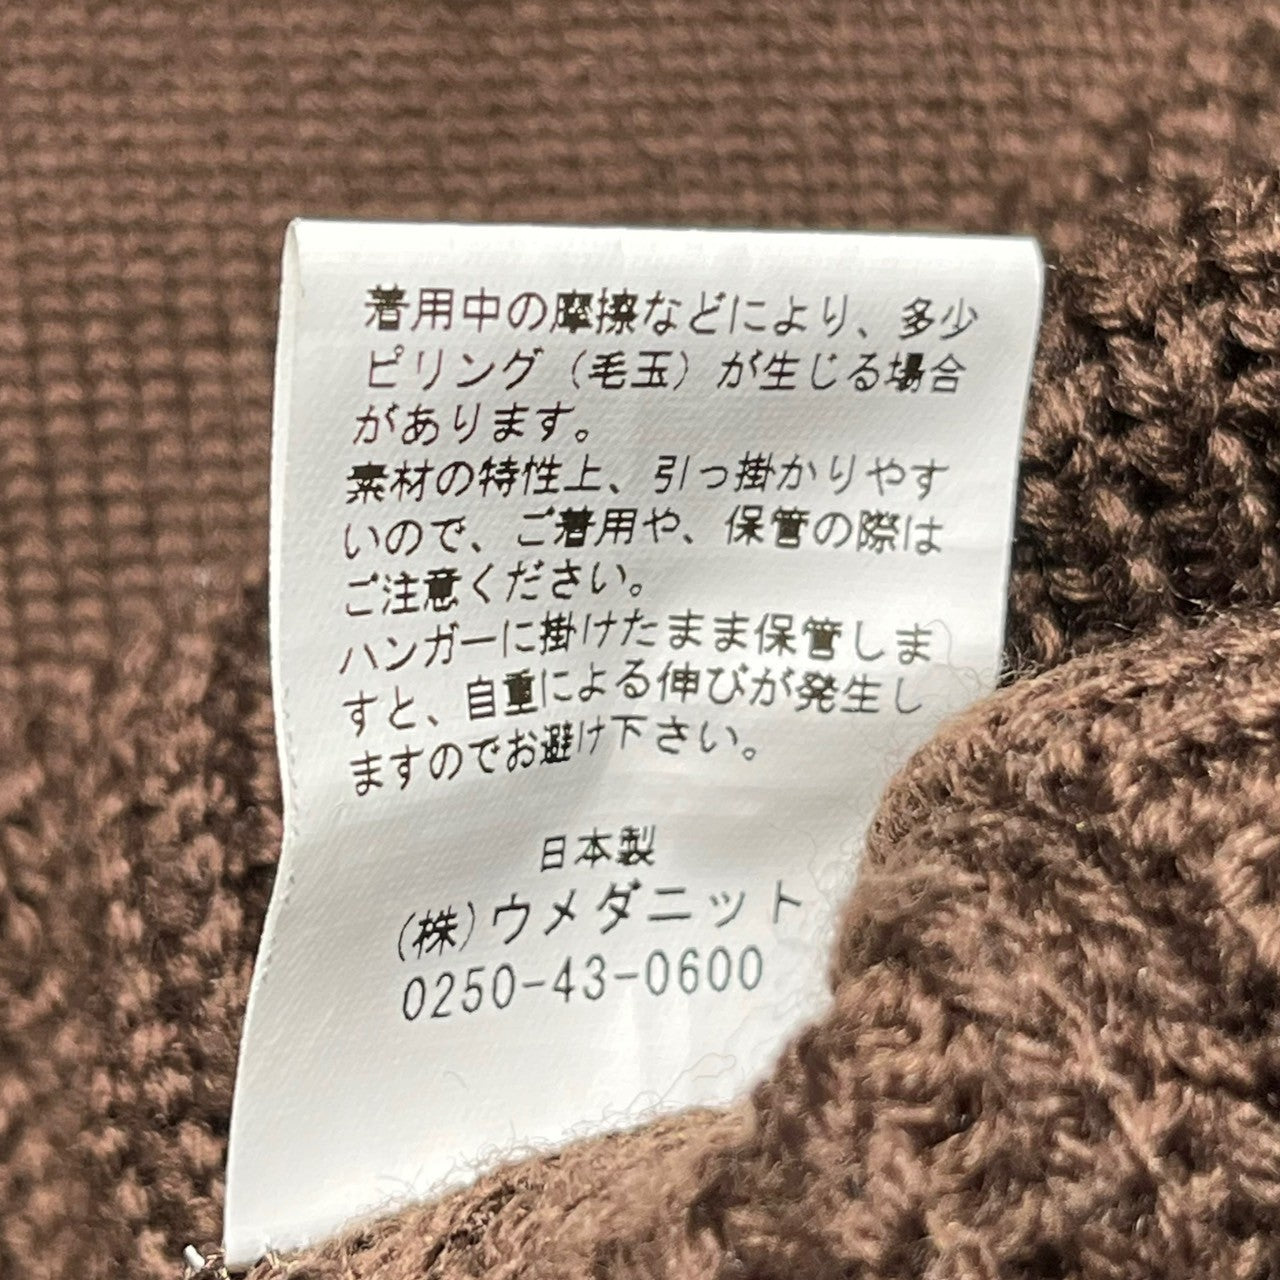 着用中の摩擦などにより、多少
ピリング（毛玉）が生じる場合
があります。
素材の特性上、引っ掛かりやす
いので、ご着用や、保管の際は
ご注意ください。
ハンガーに掛けたまま保管しま
すと、自重による伸びが発生し
ますのでお避け下さい。
日本製
(株)ウメダニット
0250-43-0600